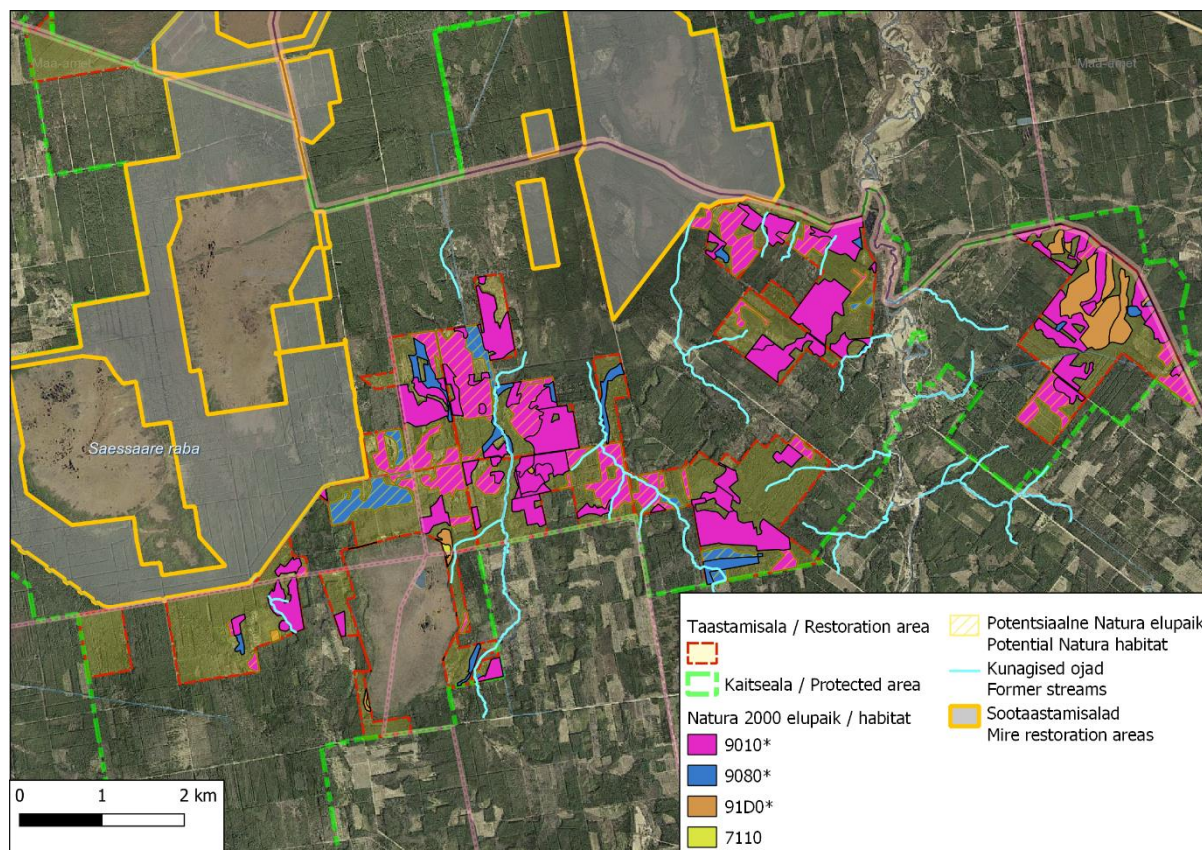 Maa-amet
Maa-amet
Saessaare raba
D
Taastamisala / Restoration area
Kaitseala / Protected area
Natura 2000 elupaik / habitat
9010*
9080*
91D0*
7110
Potentsiaalne Natura elupaik
Potential Natura habitat
Kunagised ojad
Former streams
Sootaastamisalad
Mire restoration areas
0 1 2 km